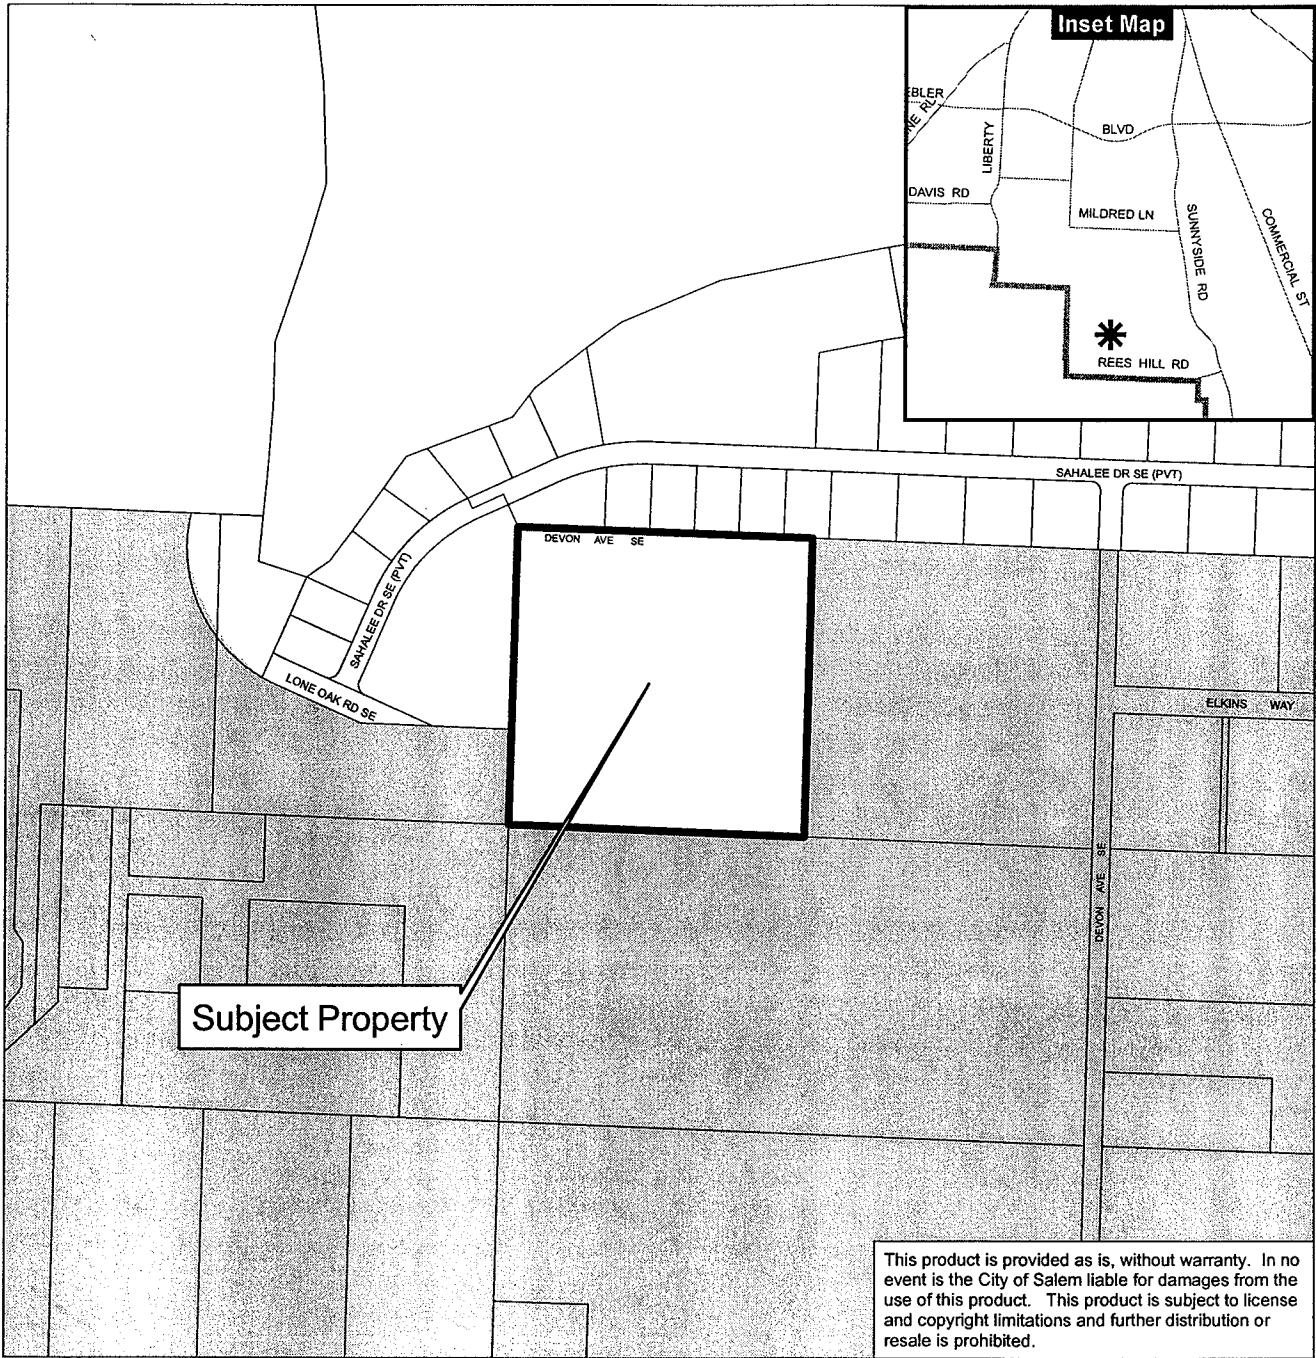 Inset Map
EBLER
NE RL
LIBERTY
BLVD
DAVIS RD
MILDRED LN
SUNNYSIDE RD
COMMERCIAL ST
REES HILL RD
SAHALEE DR SE (PVT)
DEVON AVE SE
SAHALEE DR SE (PVT)
LONE OAK RD SE
ELKINS WAY
DEVON AVE SE
Subject Property
This product is provided as is, without warranty. In no
event is the City of Salem liable for damages from the
use of this product. This product is subject to license
and copyright limitations and further distribution or
resale is prohibited.